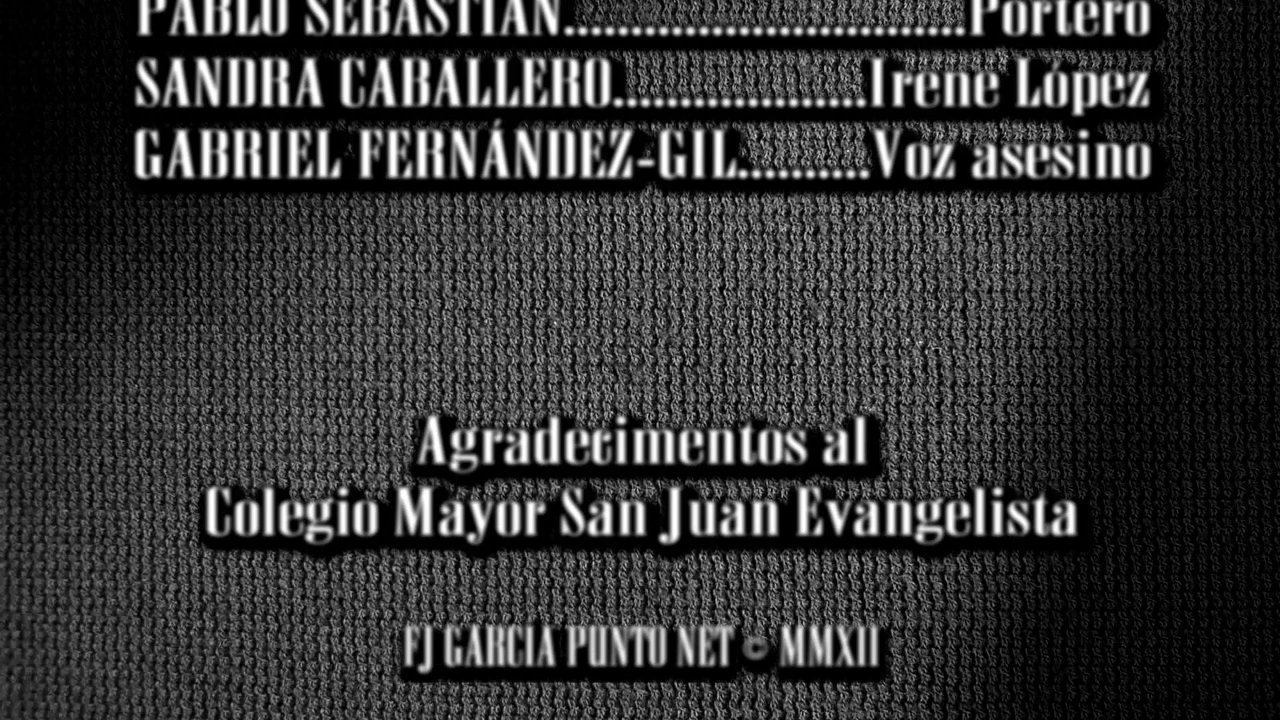 PABLO SEBASTIÁN..............................Portero
SANDRA CABALLERO...................Irene López
GABRIEL FERNÁNDEZ-GIL..........Voz asesino
Agradecimentos al
Colegio Mayor San Juan Evangelista
FJ GARCIA PUNTO NET © MMXII